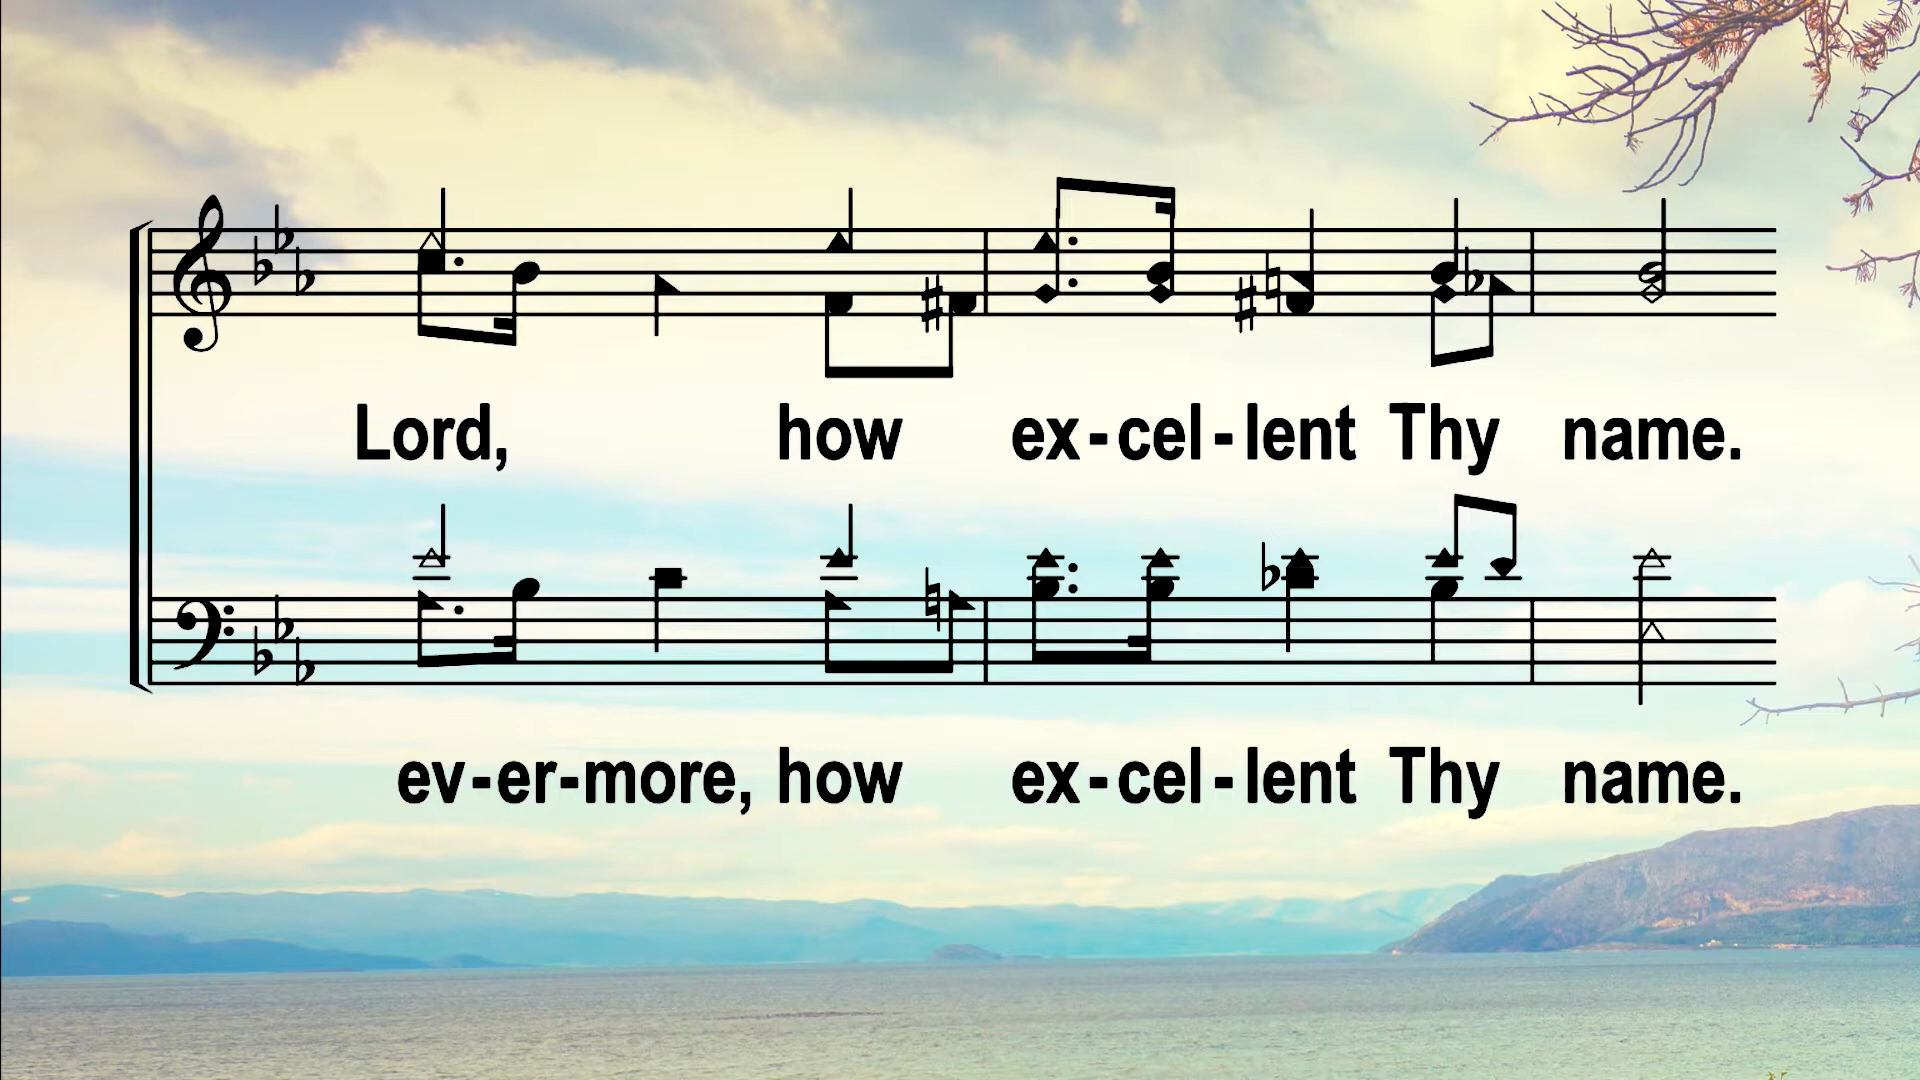 Lord, how ex-cel-lent Thy name.
ev-er-more, how ex-cel-lent Thy name.